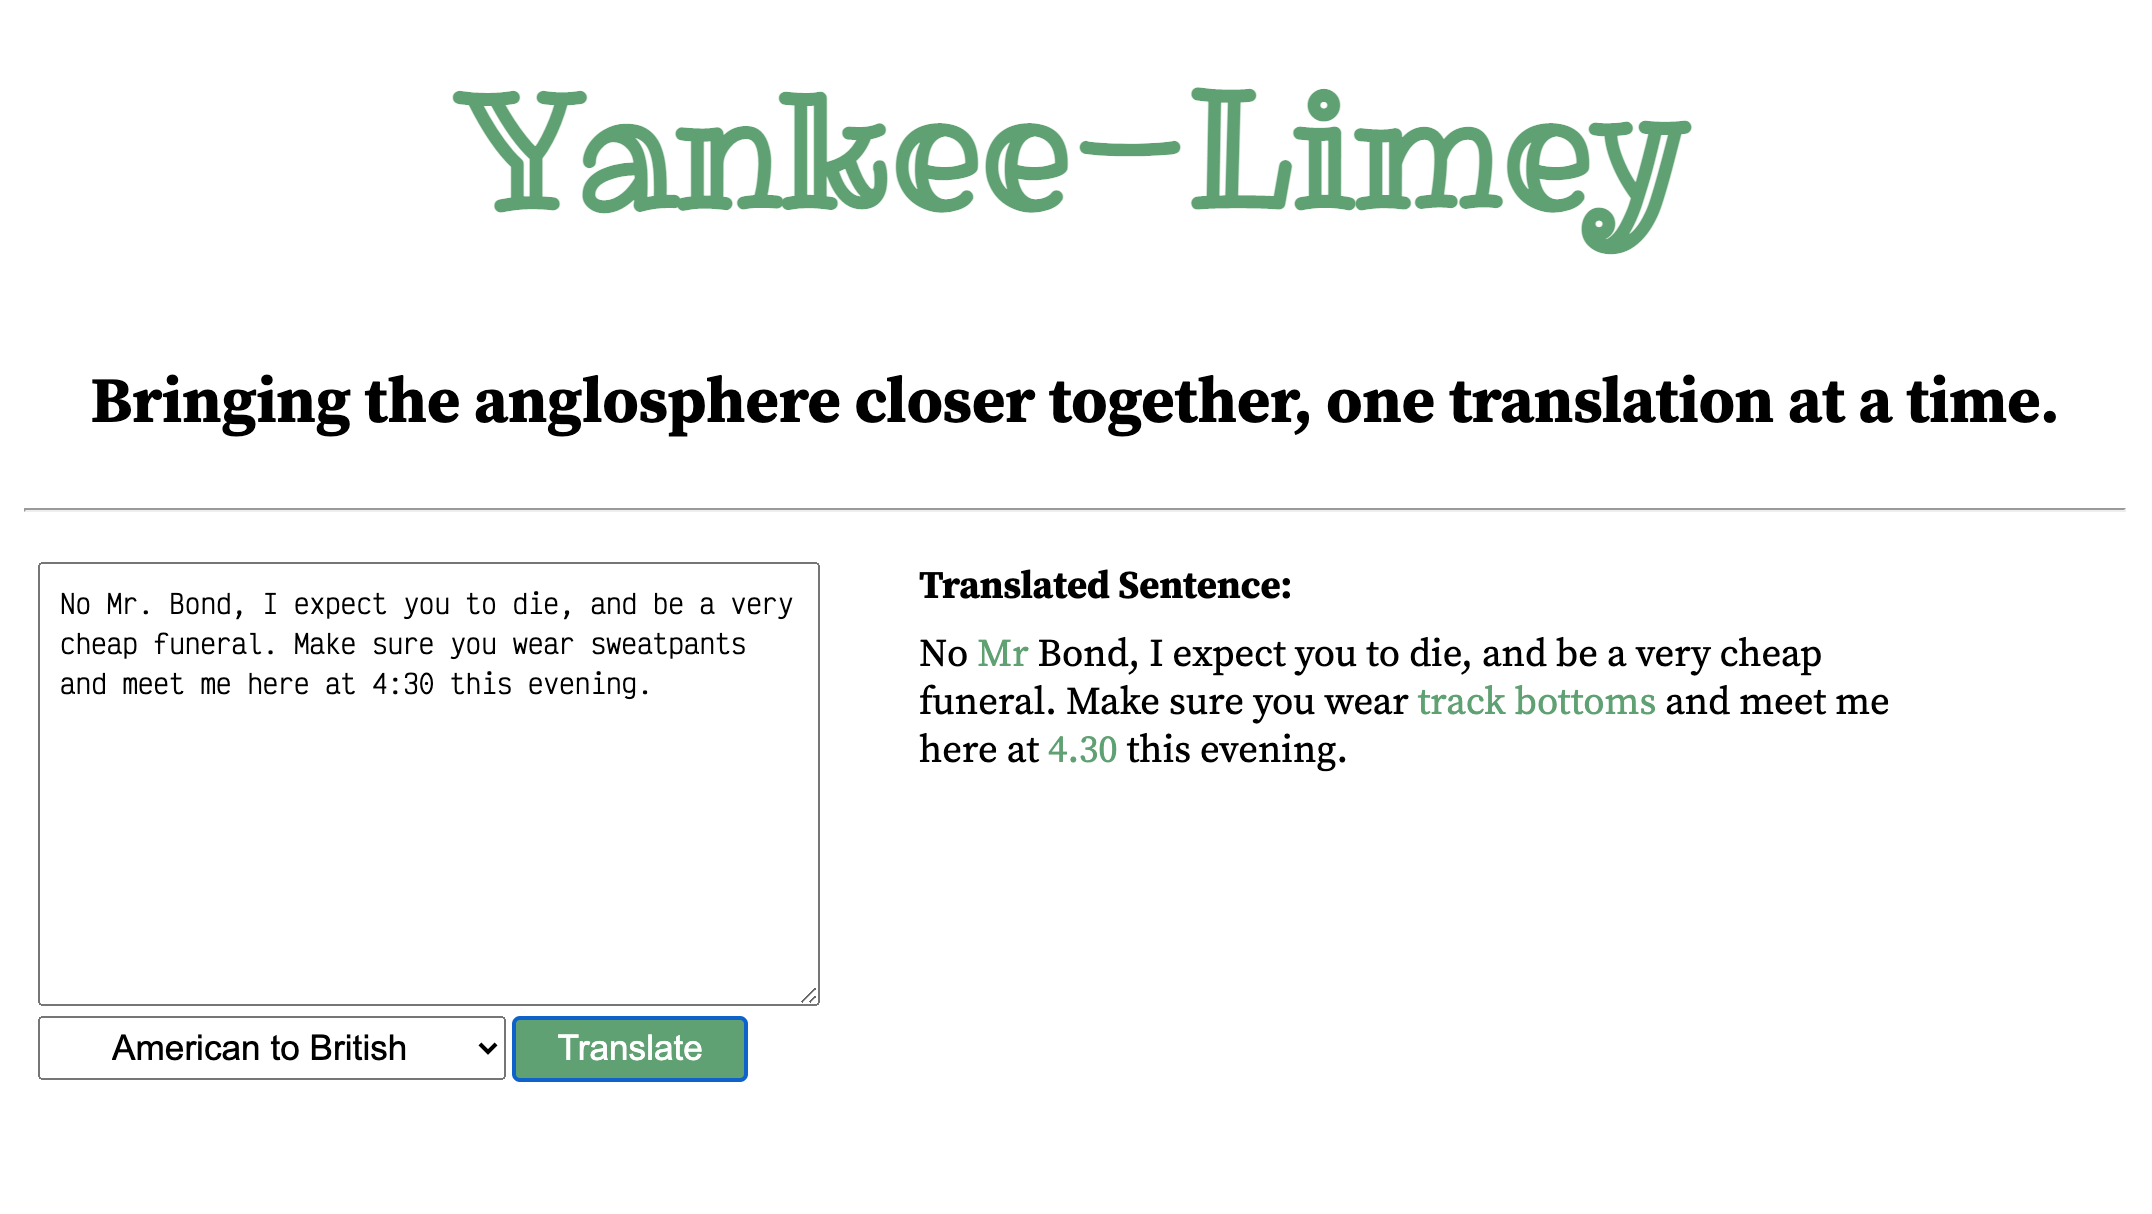 Yankee-Limey
Bringing the anglosphere closer together, one translation at a time.
No Mr. Bond, I expect you to die, and be a very
cheap funeral. Make sure you wear sweatpants
and meet me here at 4:30 this evening.
American to British
Translate
Translated Sentence:
No Mr Bond, I expect you to die, and be a very cheap
funeral. Make sure you wear track bottoms and meet me
here at 4.30 this evening.